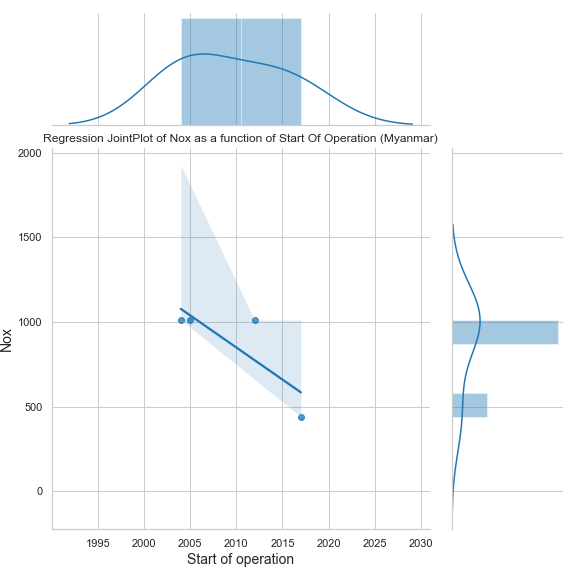 Regression JointPlot of Nox as a function of Start Of Operation (Myanmar)
2000
1500
1000
500
0
Nox
1995 2000 2005 2010 2015 2020 2025 2030
Start of operation